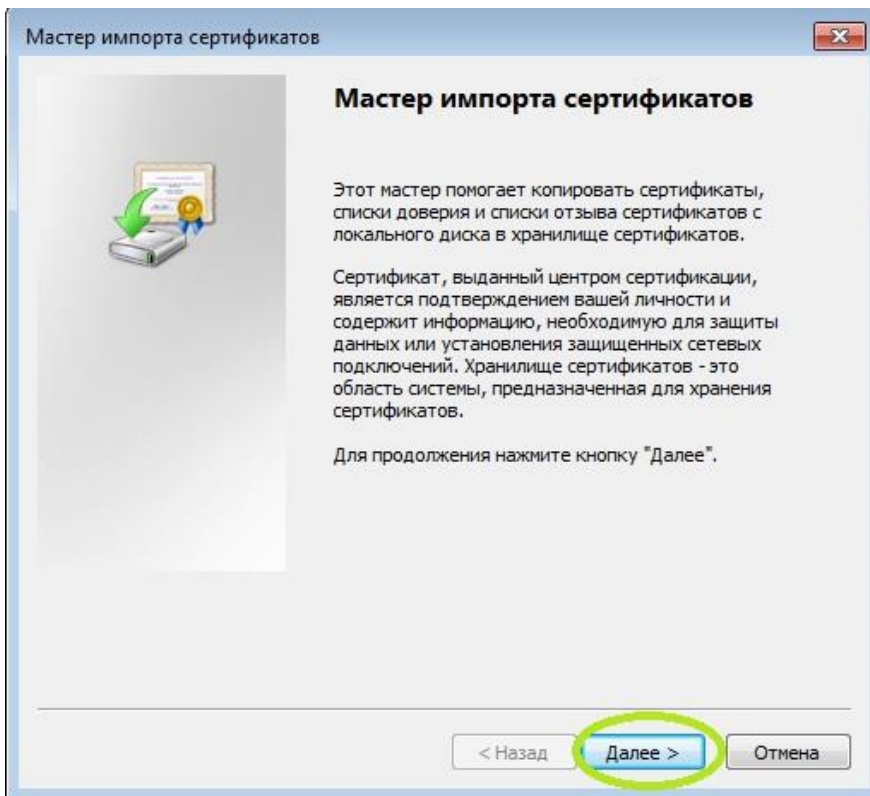 Мастер импорта сертификатов
Мастер импорта сертификатов
Этот мастер помогает копировать сертификаты,
списки доверия и списки отзыва сертификатов с
локального диска в хранилище сертификатов.
Сертификат, выданный центром сертификации,
является подтверждением вашей личности и
содержит информацию, необходимую для защиты
данных или установления защищенных сетевых
подключений. Хранилище сертификатов - это
область системы, предназначенная для хранения
сертификатов.
Для продолжения нажмите кнопку "Далее".
< Назад Далее > Отмена